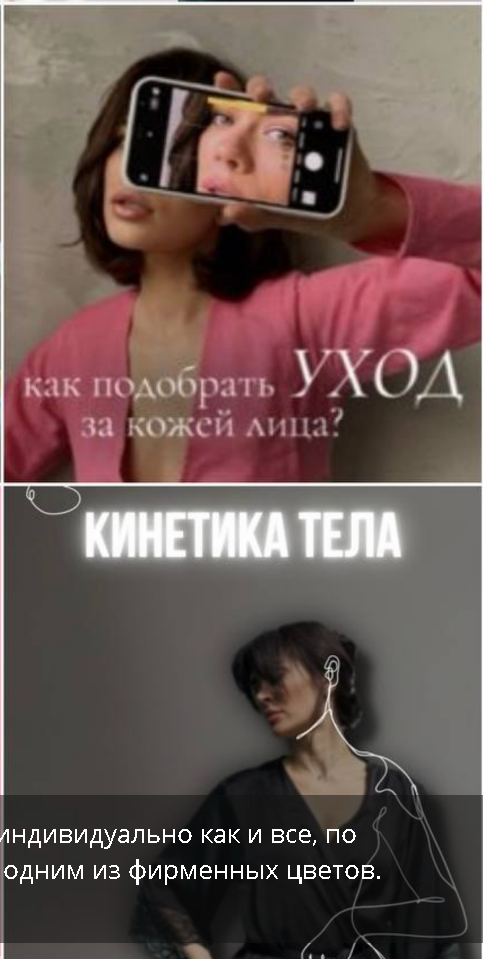 как подобрать УХОД
за кожей лица?
КИНЕТИКА ТЕЛА
индивидуально как и все, по
одним из фирменных цветов.